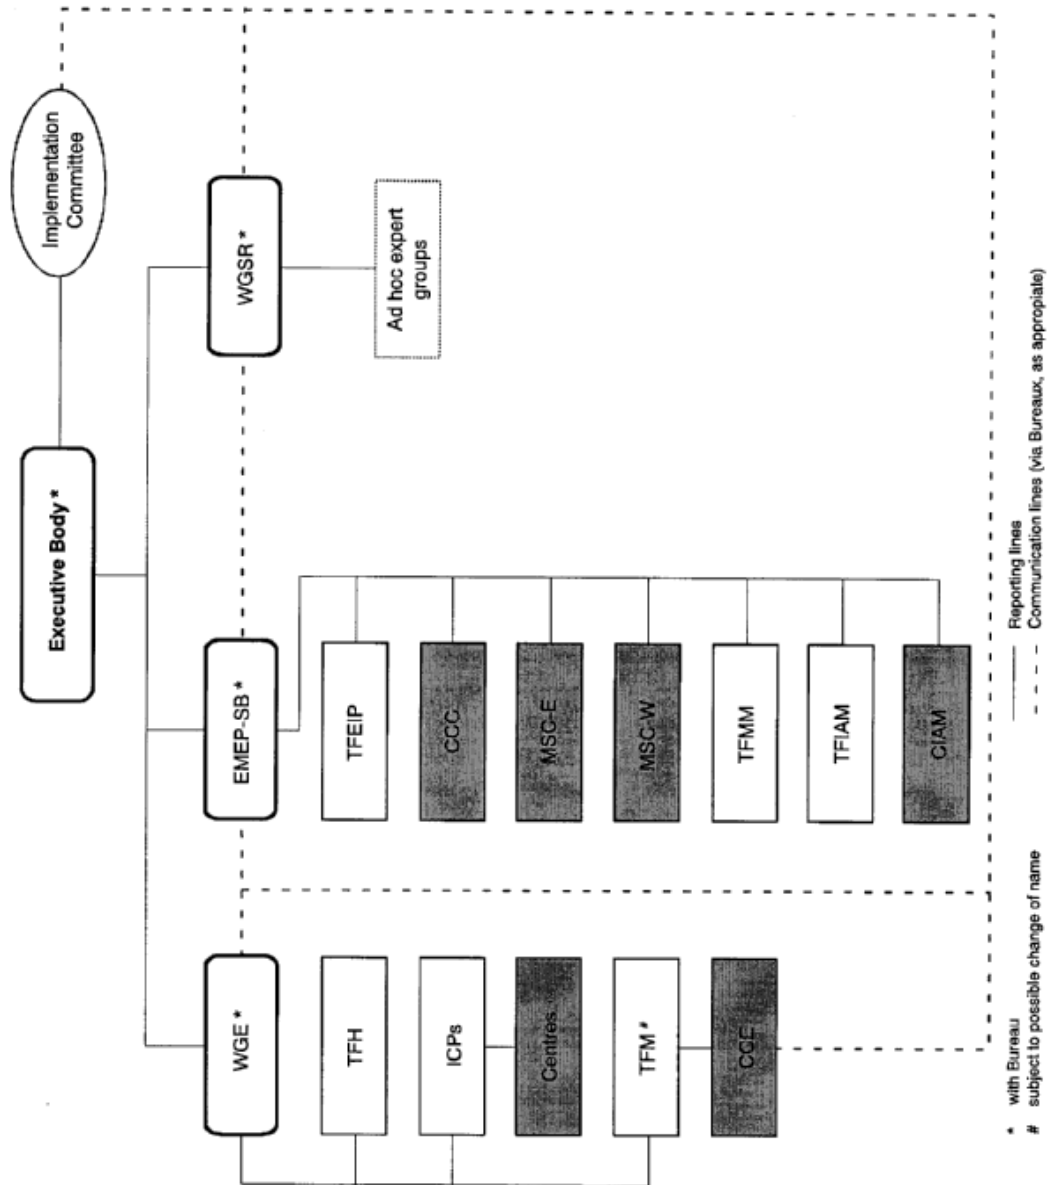 Executive Body *
Implementation
Committee
WGE *
EMEP-SB *
WGSR *
TFH
ICPs
Centres
TFM #
CCE
TFEIP
CCC
MSC-E
MSC-W
TFMM
TFIAM
CIAM
Ad hoc expert
groups
* with Bureau
# subject to possible change of name
Reporting lines
Communication lines (via Bureaux, as appropiate)